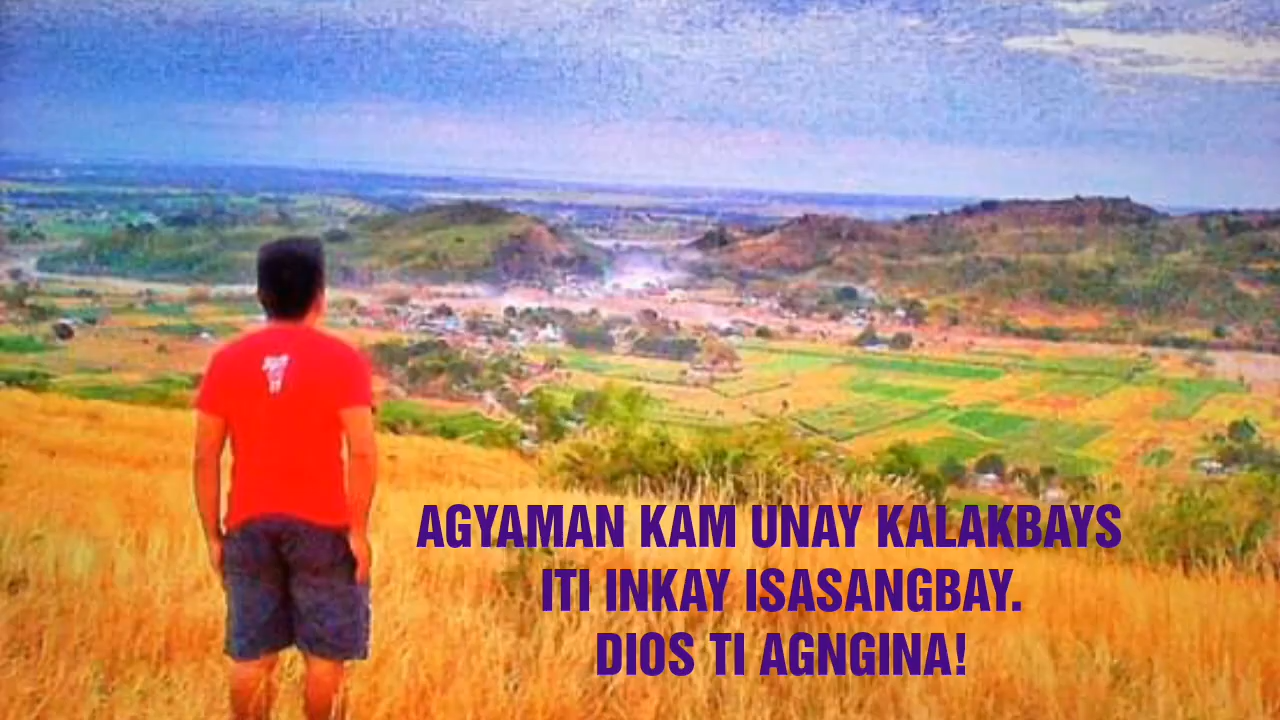 AGYAMAN KAM UNAY KALAKBAYS
ITI INKAY ISASANGBAY.
DIOS TI AGNGINA!